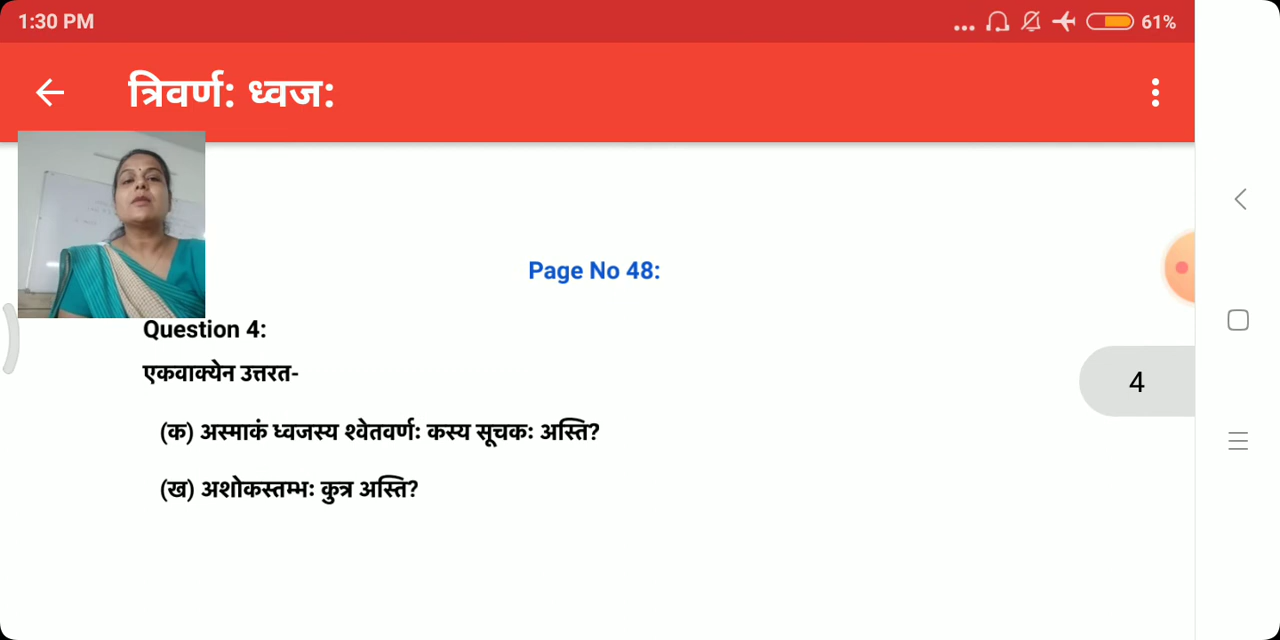 1:30 PM
61%
त्रिवर्ण: ध्वज:
Page No 48:
Question 4:
एकवाक्येन उत्तरत-
4
(क) अस्माकं ध्वजस्य श्वेतवर्णः कस्य सूचकः अस्ति?
(ख) अशोकस्तम्भः कुत्र अस्ति?